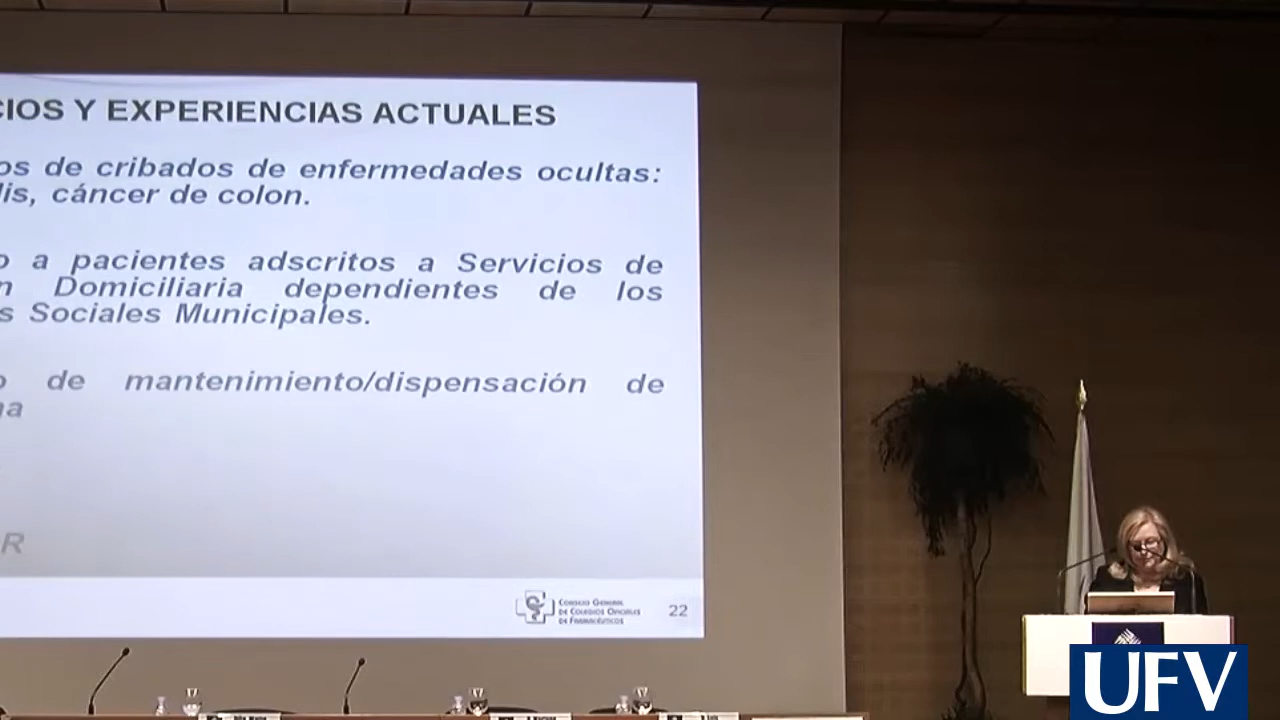 CIOS Y EXPERIENCIAS ACTUALES
os de cribados de enfermedades ocultas:
lis, cáncer de colon.
o a pacientes adscritos a Servicios de
n Domiciliaria dependientes de los
s Sociales Municipales.
o de mantenimiento/dispensación de
na
R
CONSEJO GENERAL
DE COLEGIOS OFICIALES
DE FARMACÉUTICOS
22
UFV